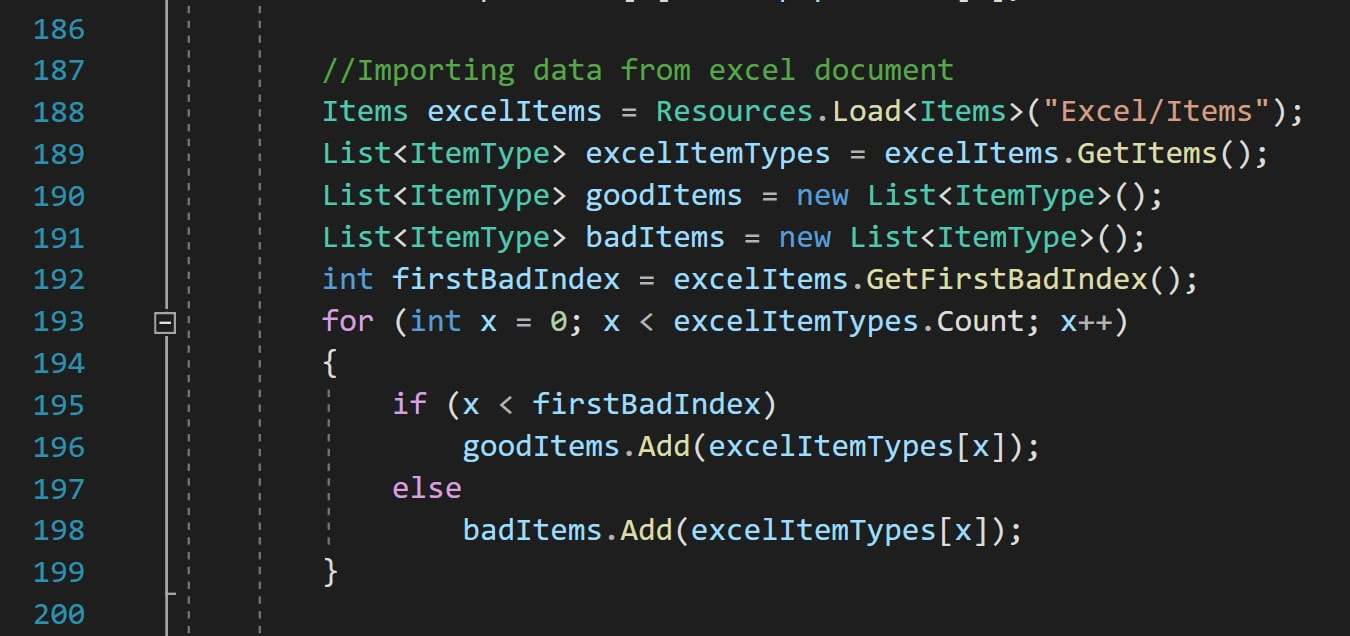 186
187 //Importing data from excel document
188 Items excelItems = Resources.Load<Items>("Excel/Items");
189 List<ItemType> excelItemTypes = excelItems.GetItems();
190 List<ItemType> goodItems = new List<ItemType>();
191 List<ItemType> badItems = new List<ItemType>();
192 int firstBadIndex = excelItems.GetFirstBadIndex();
193 for (int x = 0; x < excelItemTypes.Count; x++)
194 {
195 if (x < firstBadIndex)
196 goodItems.Add(excelItemTypes[x]);
197 else
198 badItems.Add(excelItemTypes[x]);
199 }
200